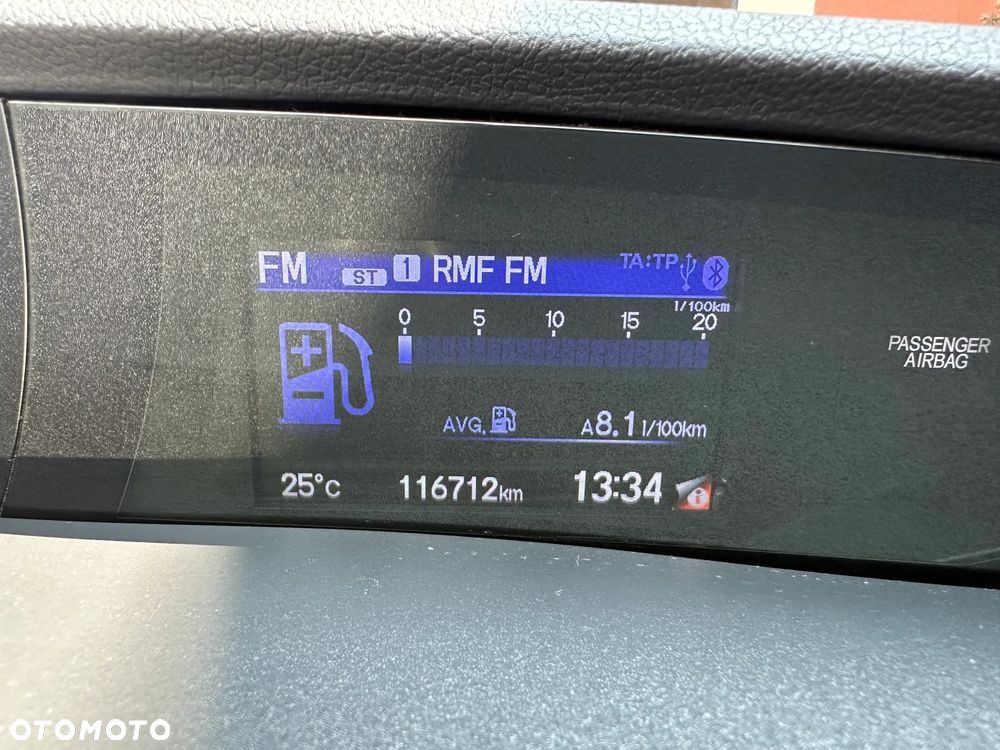 FM ST 1 RMF FM TA:TP
l/100km
0 5 10 15 20
PASSENGER
AIRBAG
AVG. A8.1 l/100km
25°C 116712km 13:34 i
OTOMOTO